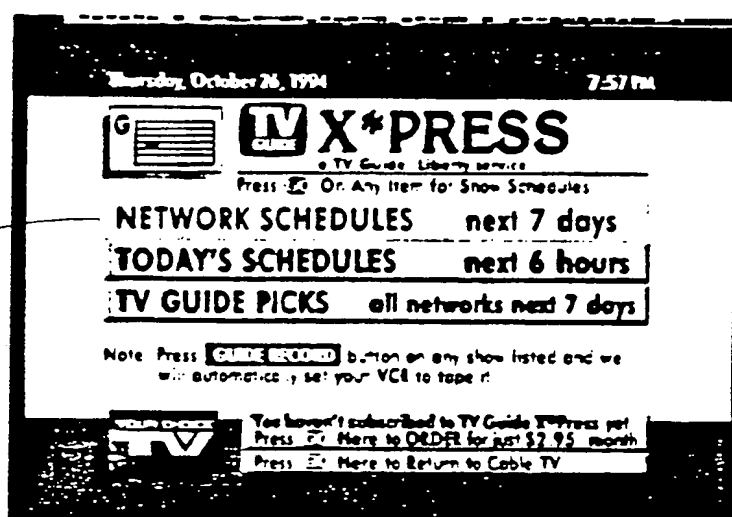 Thursday, October 26, 1994 7:57 PM
G
TV GUIDE X*PRESS
a TV Guide Liberty service
Press On Any Item for Show Schedules
NETWORK SCHEDULES next 7 days
TODAY'S SCHEDULES next 6 hours
TV GUIDE PICKS all networks next 7 days
Note Press GUIDE RECORD button on any show listed and we
will automatically set your VCR to tape it
YOUR CHOICE
TV
You haven't subscribed to TV Guide X*Press yet!
Press Here to ORDER for just $2.95 month
Press Here to Return to Cable TV